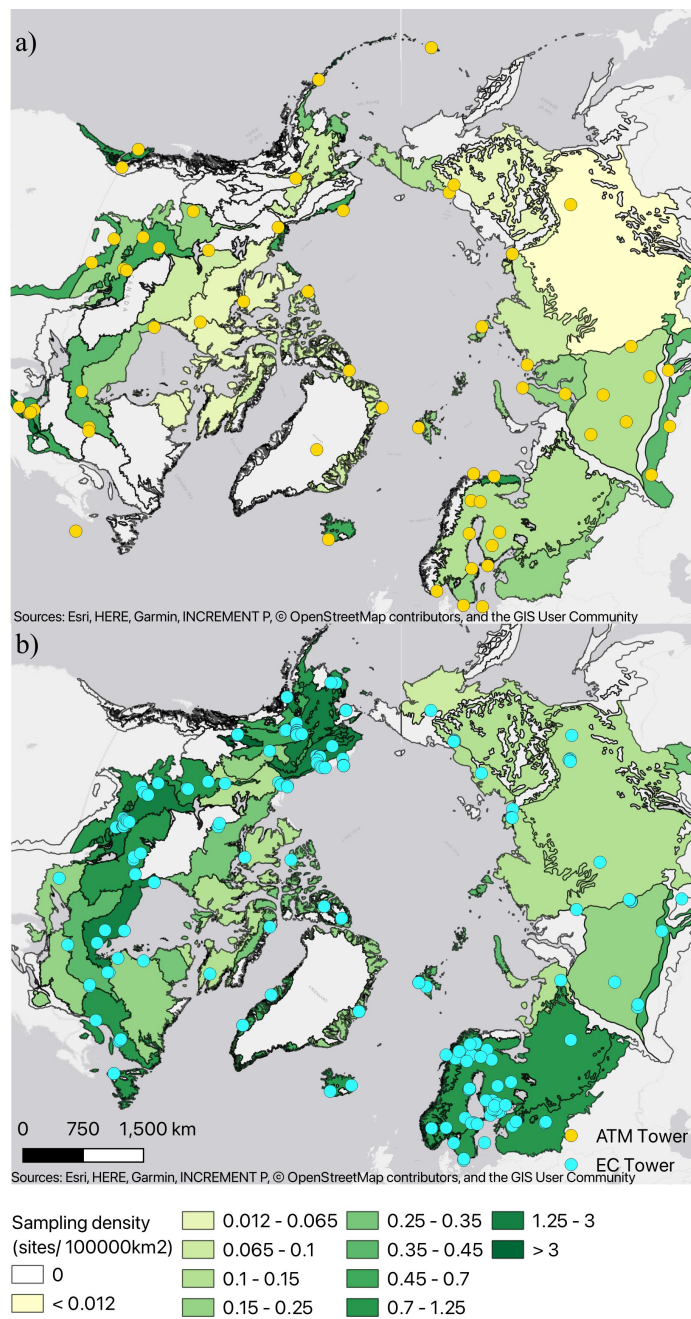 a)
Sources: Esri, HERE, Garmin, INCREMENT P, © OpenStreetMap contributors, and the GIS User Community
b)
0 750 1,500 km
ATM Tower
EC Tower
Sources: Esri, HERE, Garmin, INCREMENT P, © OpenStreetMap contributors, and the GIS User Community
Sampling density
(sites/ 100000km2)
0
< 0.012
0.012 - 0.065
0.065 - 0.1
0.1 - 0.15
0.15 - 0.25
0.25 - 0.35
0.35 - 0.45
0.45 - 0.7
0.7 - 1.25
1.25 - 3
> 3